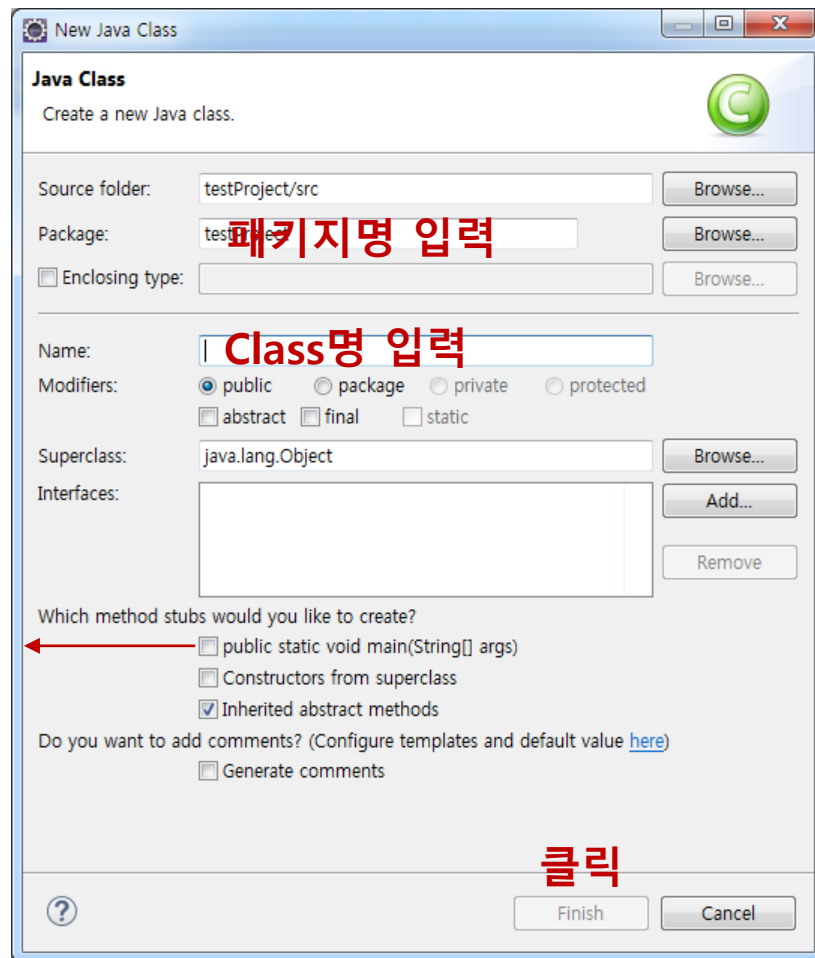 New Java Class
Java Class
Create a new Java class.
C
Source folder: testProject/src Browse...
Package: testProject 패키지명 입력 Browse...
Enclosing type: Browse...
Name: Class명 입력
Modifiers: public package private protected
abstract final static
Superclass: java.lang.Object Browse...
Interfaces: Add...
Remove
Which method stubs would you like to create?
public static void main(String[] args)
Constructors from superclass
Inherited abstract methods
Do you want to add comments? (Configure templates and default value here)
Generate comments
클릭
? Finish Cancel